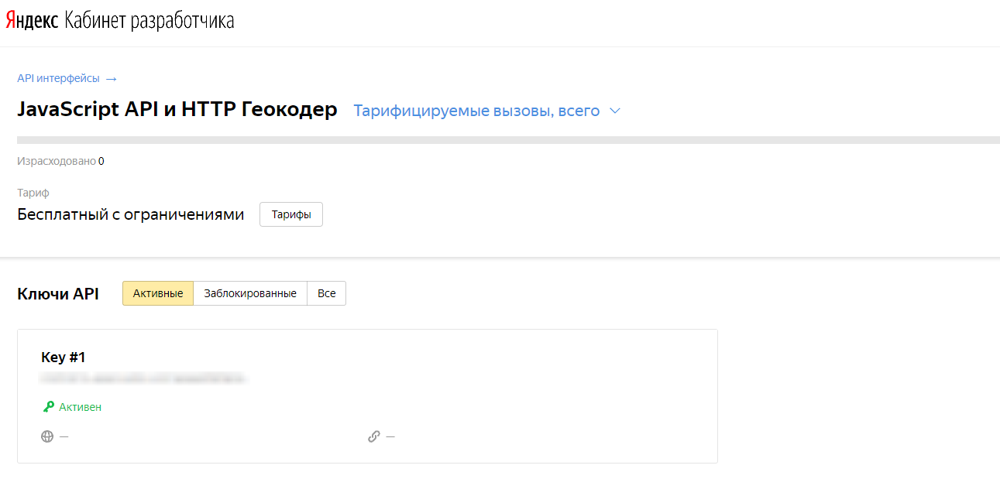 Яндекс Кабинет разработчика
API интерфейсы →
JavaScript API и HTTP Геокодер Тарифицируемые вызовы, всего
Израсходовано 0
Тариф
Бесплатный с ограничениями Тарифы
Ключи API Активные Заблокированные Все
Key #1
Активен
— —